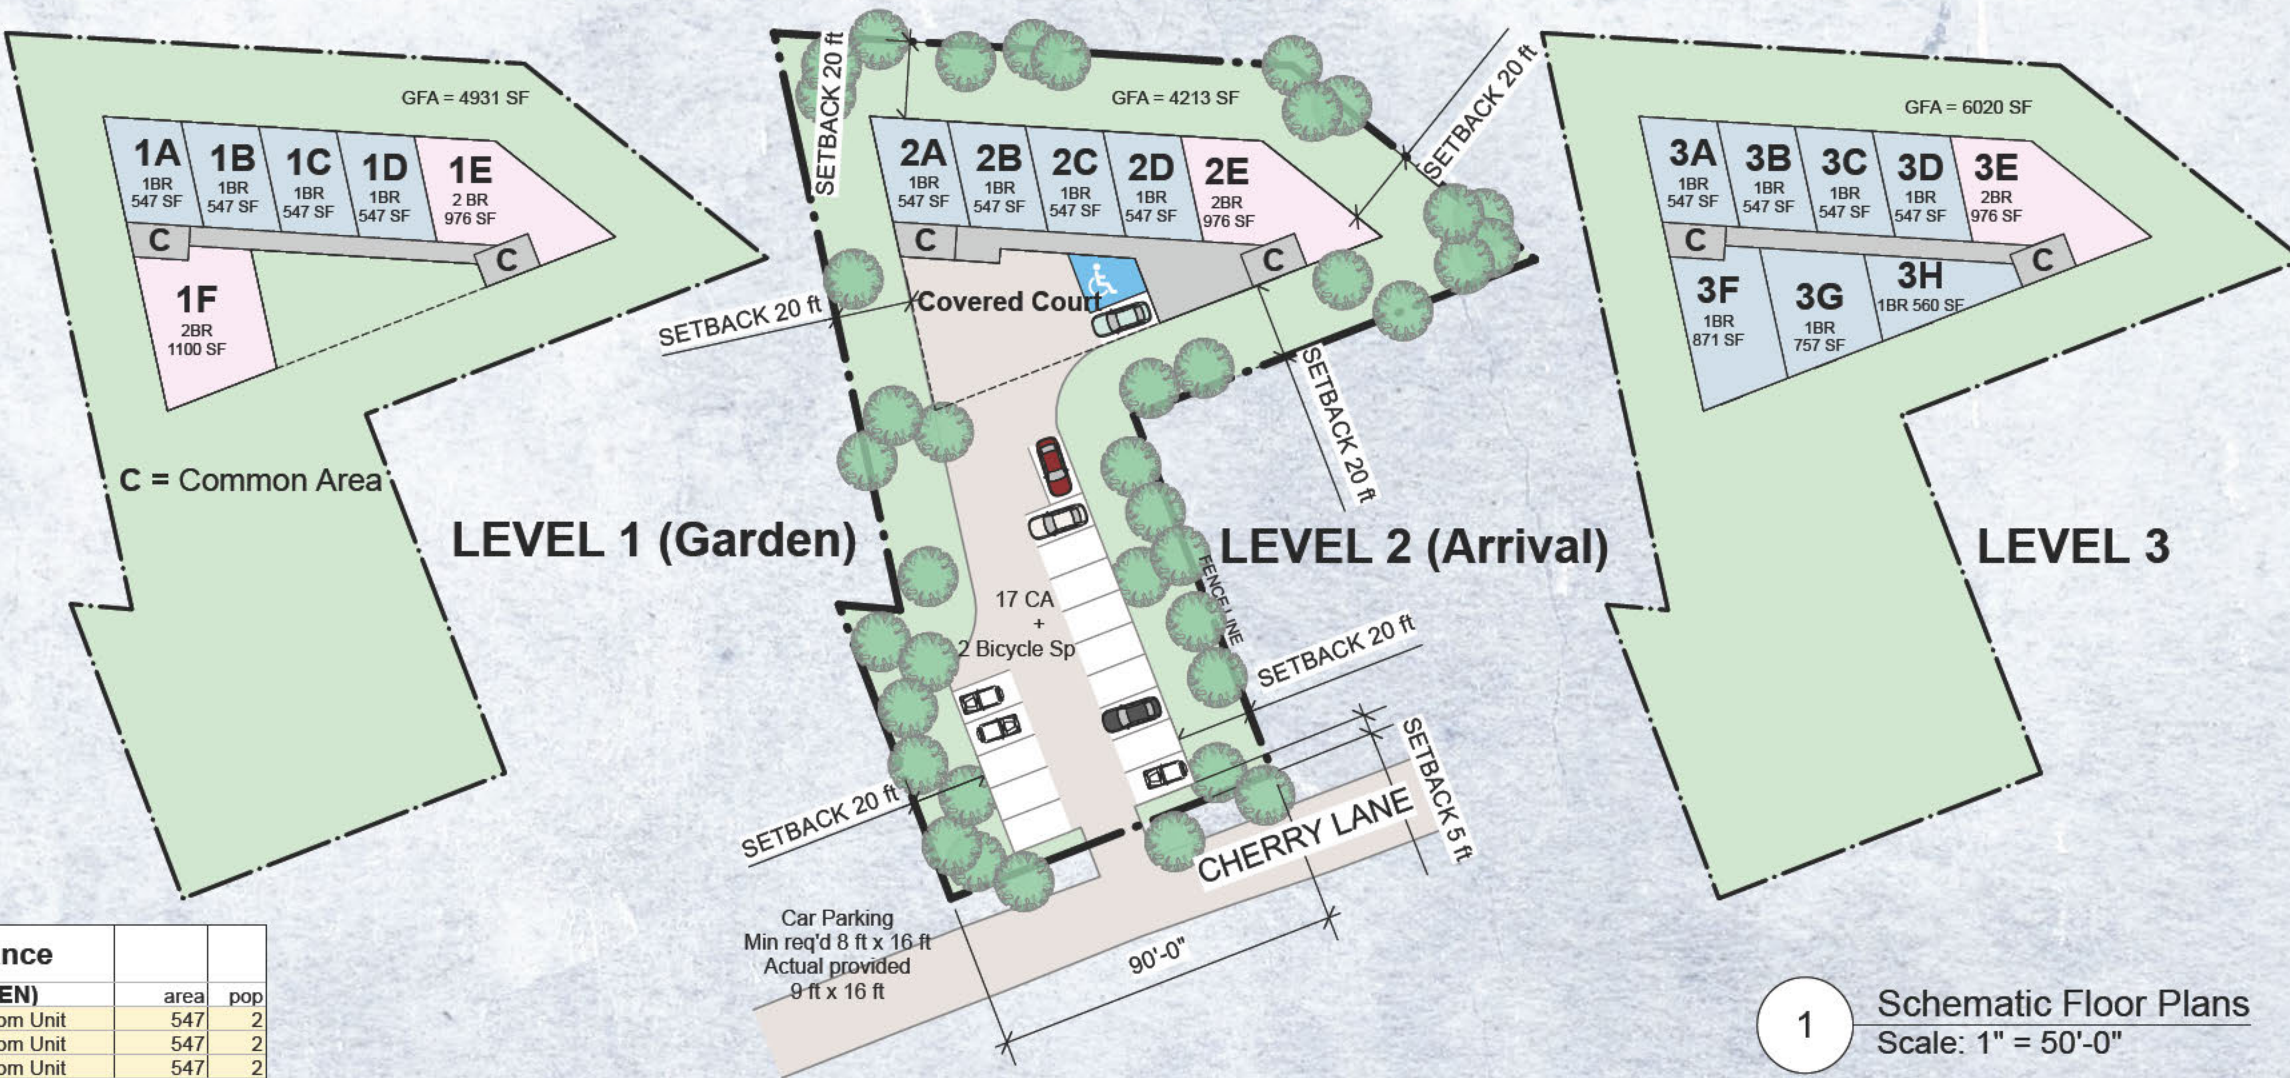 GFA = 4931 SF
1A
1BR
547 SF
1B
1BR
547 SF
1C
1BR
547 SF
1D
1BR
547 SF
1E
2 BR
976 SF
C
C
1F
2BR
1100 SF
C = Common Area
LEVEL 1 (Garden)
SETBACK 20 ft
GFA = 4213 SF
SETBACK 20 ft
2A
1BR
547 SF
2B
1BR
547 SF
2C
1BR
547 SF
2D
1BR
547 SF
2E
2BR
976 SF
C
C
Covered Court
SETBACK 20 ft
SETBACK 20 ft
LEVEL 2 (Arrival)
FENCE LINE
17 CA
+
2 Bicycle Sp
SETBACK 20 ft
SETBACK 20 ft
SETBACK 5 ft
CHERRY LANE
90'-0"
Car Parking
Min req'd 8 ft x 16 ft
Actual provided
9 ft x 16 ft
GFA = 6020 SF
3A
1BR
547 SF
3B
1BR
547 SF
3C
1BR
547 SF
3D
1BR
547 SF
3E
2BR
976 SF
C
C
3F
1BR
871 SF
3G
1BR
757 SF
3H
1BR 560 SF
LEVEL 3
nce
EN) area pop
om Unit 547 2
om Unit 547 2
om Unit 547 2
1
Schematic Floor Plans
Scale: 1" = 50'-0"